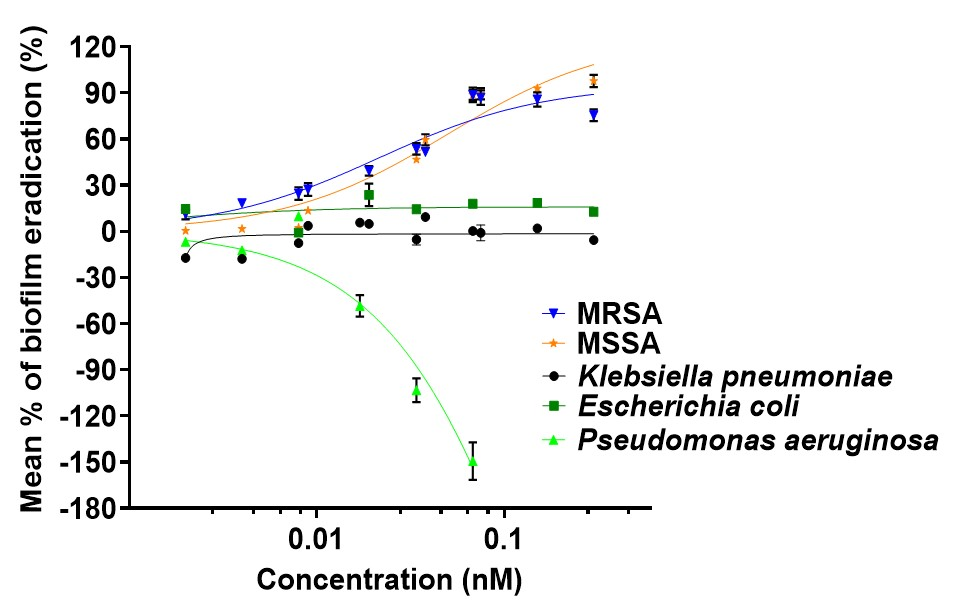 Mean % of biofilm eradication (%)
120
90
60
30
0
-30
-60
-90
-120
-150
-180
0.01
0.1
Concentration (nM)
MRSA
MSSA
Klebsiella pneumoniae
Escherichia coli
Pseudomonas aeruginosa